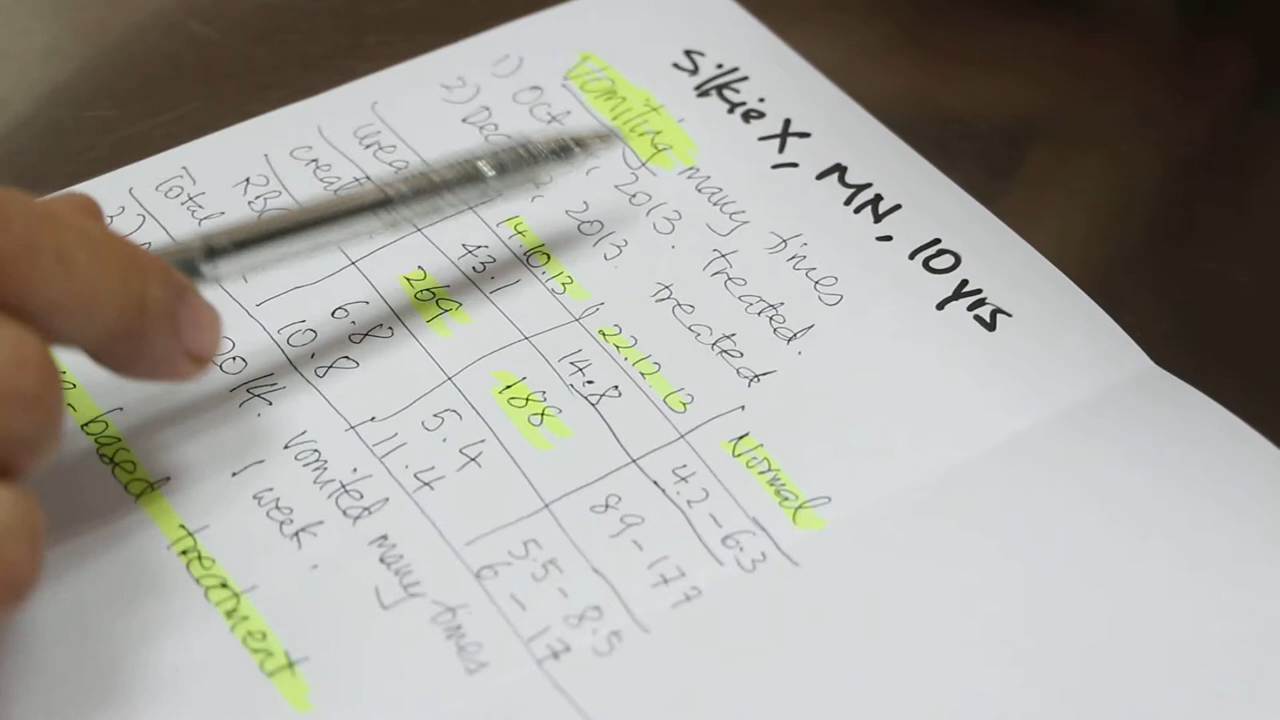 Silkie X, MN, 10 yrs
Vomiting many times
1) Oct 2013. treated.
2) Dec 2013. treated
14.10.13 22.12.13 Normal
Urea 43.1 14.8 4.2-6.3
creat 269 188 89-177
RBC 6.8 5.4 5.5-8.5
Total 10.8 11.4 6-17
2014. vomited many times
1 week.
-based treatment